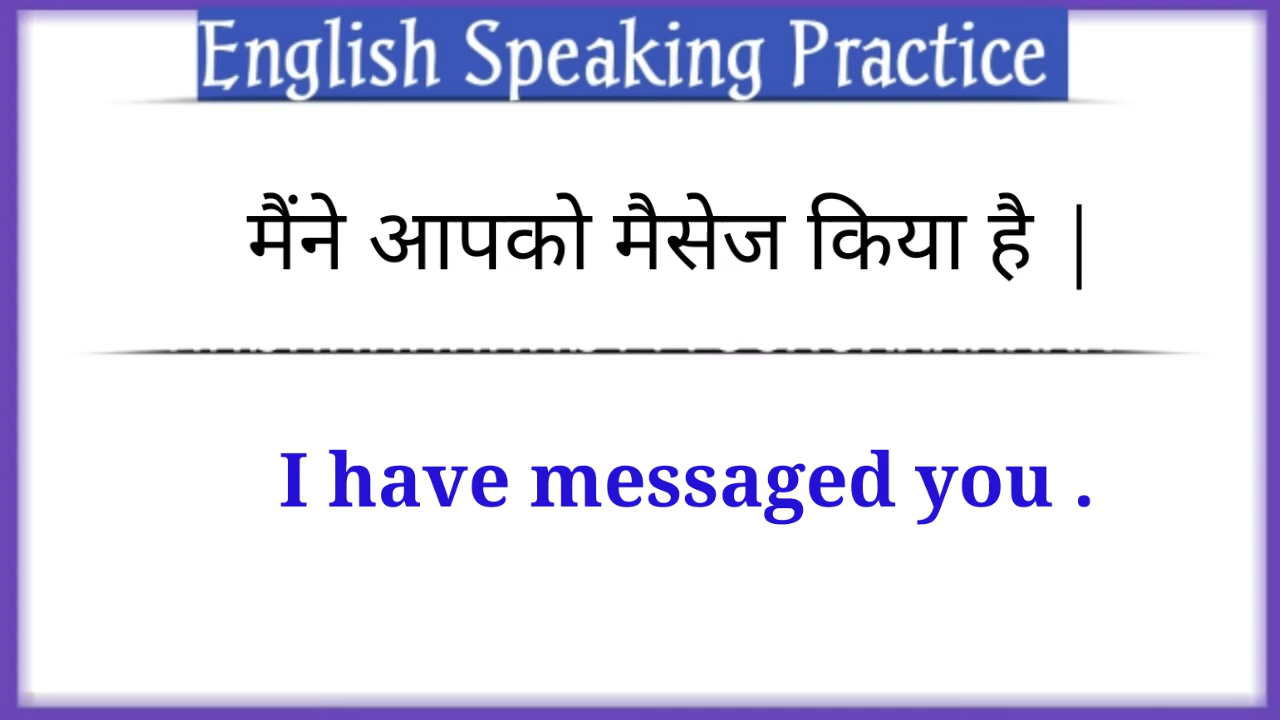 English Speaking Practice
मैंने आपको मैसेज किया है |
I have messaged you .